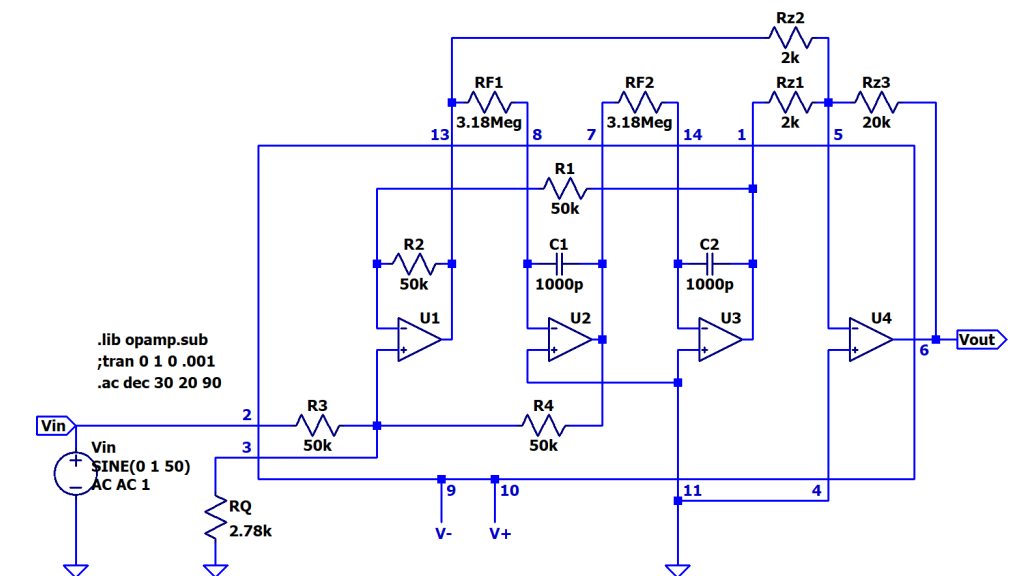 Rz2
2k
RF1
3.18Meg
RF2
3.18Meg
Rz1
2k
Rz3
20k
13
8
7
14
1
5
R1
50k
R2
50k
C1
1000p
C2
1000p
U1
U2
U3
U4
6
Vout
.lib opamp.sub
;tran 0 1 0 .001
.ac dec 30 20 90
Vin
2
R3
50k
R4
50k
3
Vin
SINE(0 1 50)
AC AC 1
RQ
2.78k
9
10
11
4
V-
V+